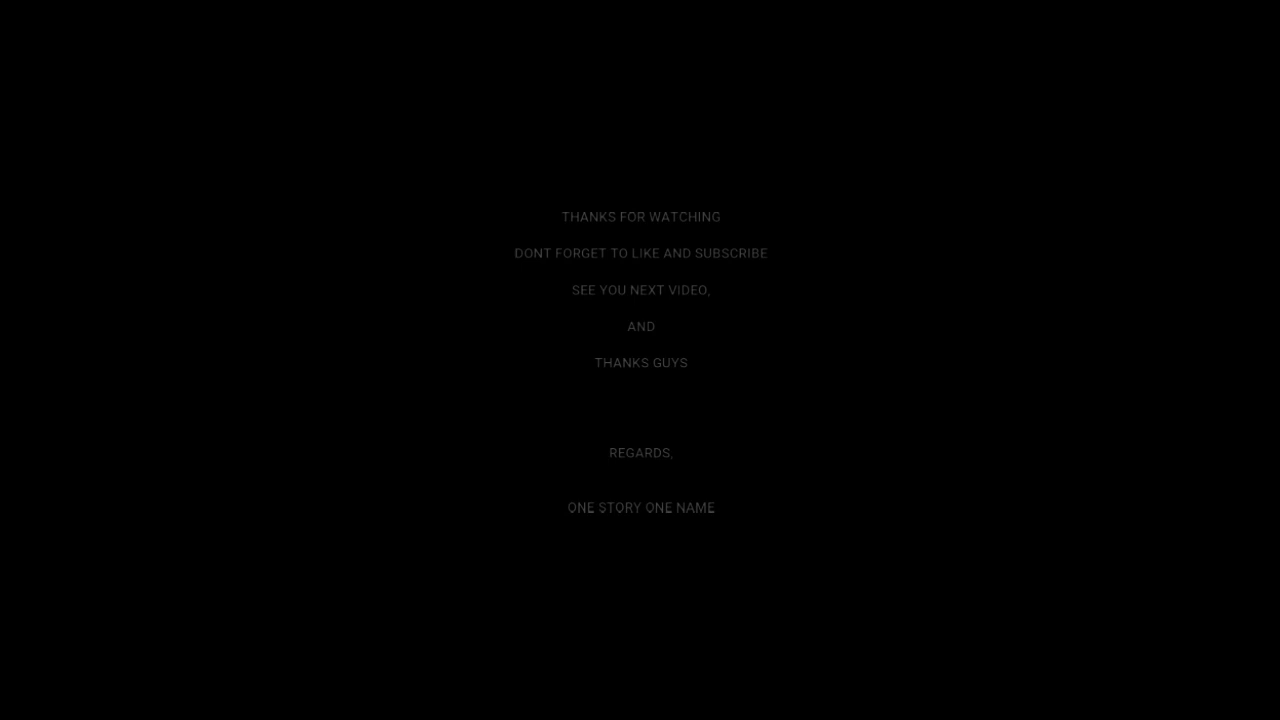 THANKS FOR WATCHING
DONT FORGET TO LIKE AND SUBSCRIBE
SEE YOU NEXT VIDEO,
AND
THANKS GUYS
REGARDS,
ONE STORY ONE NAME